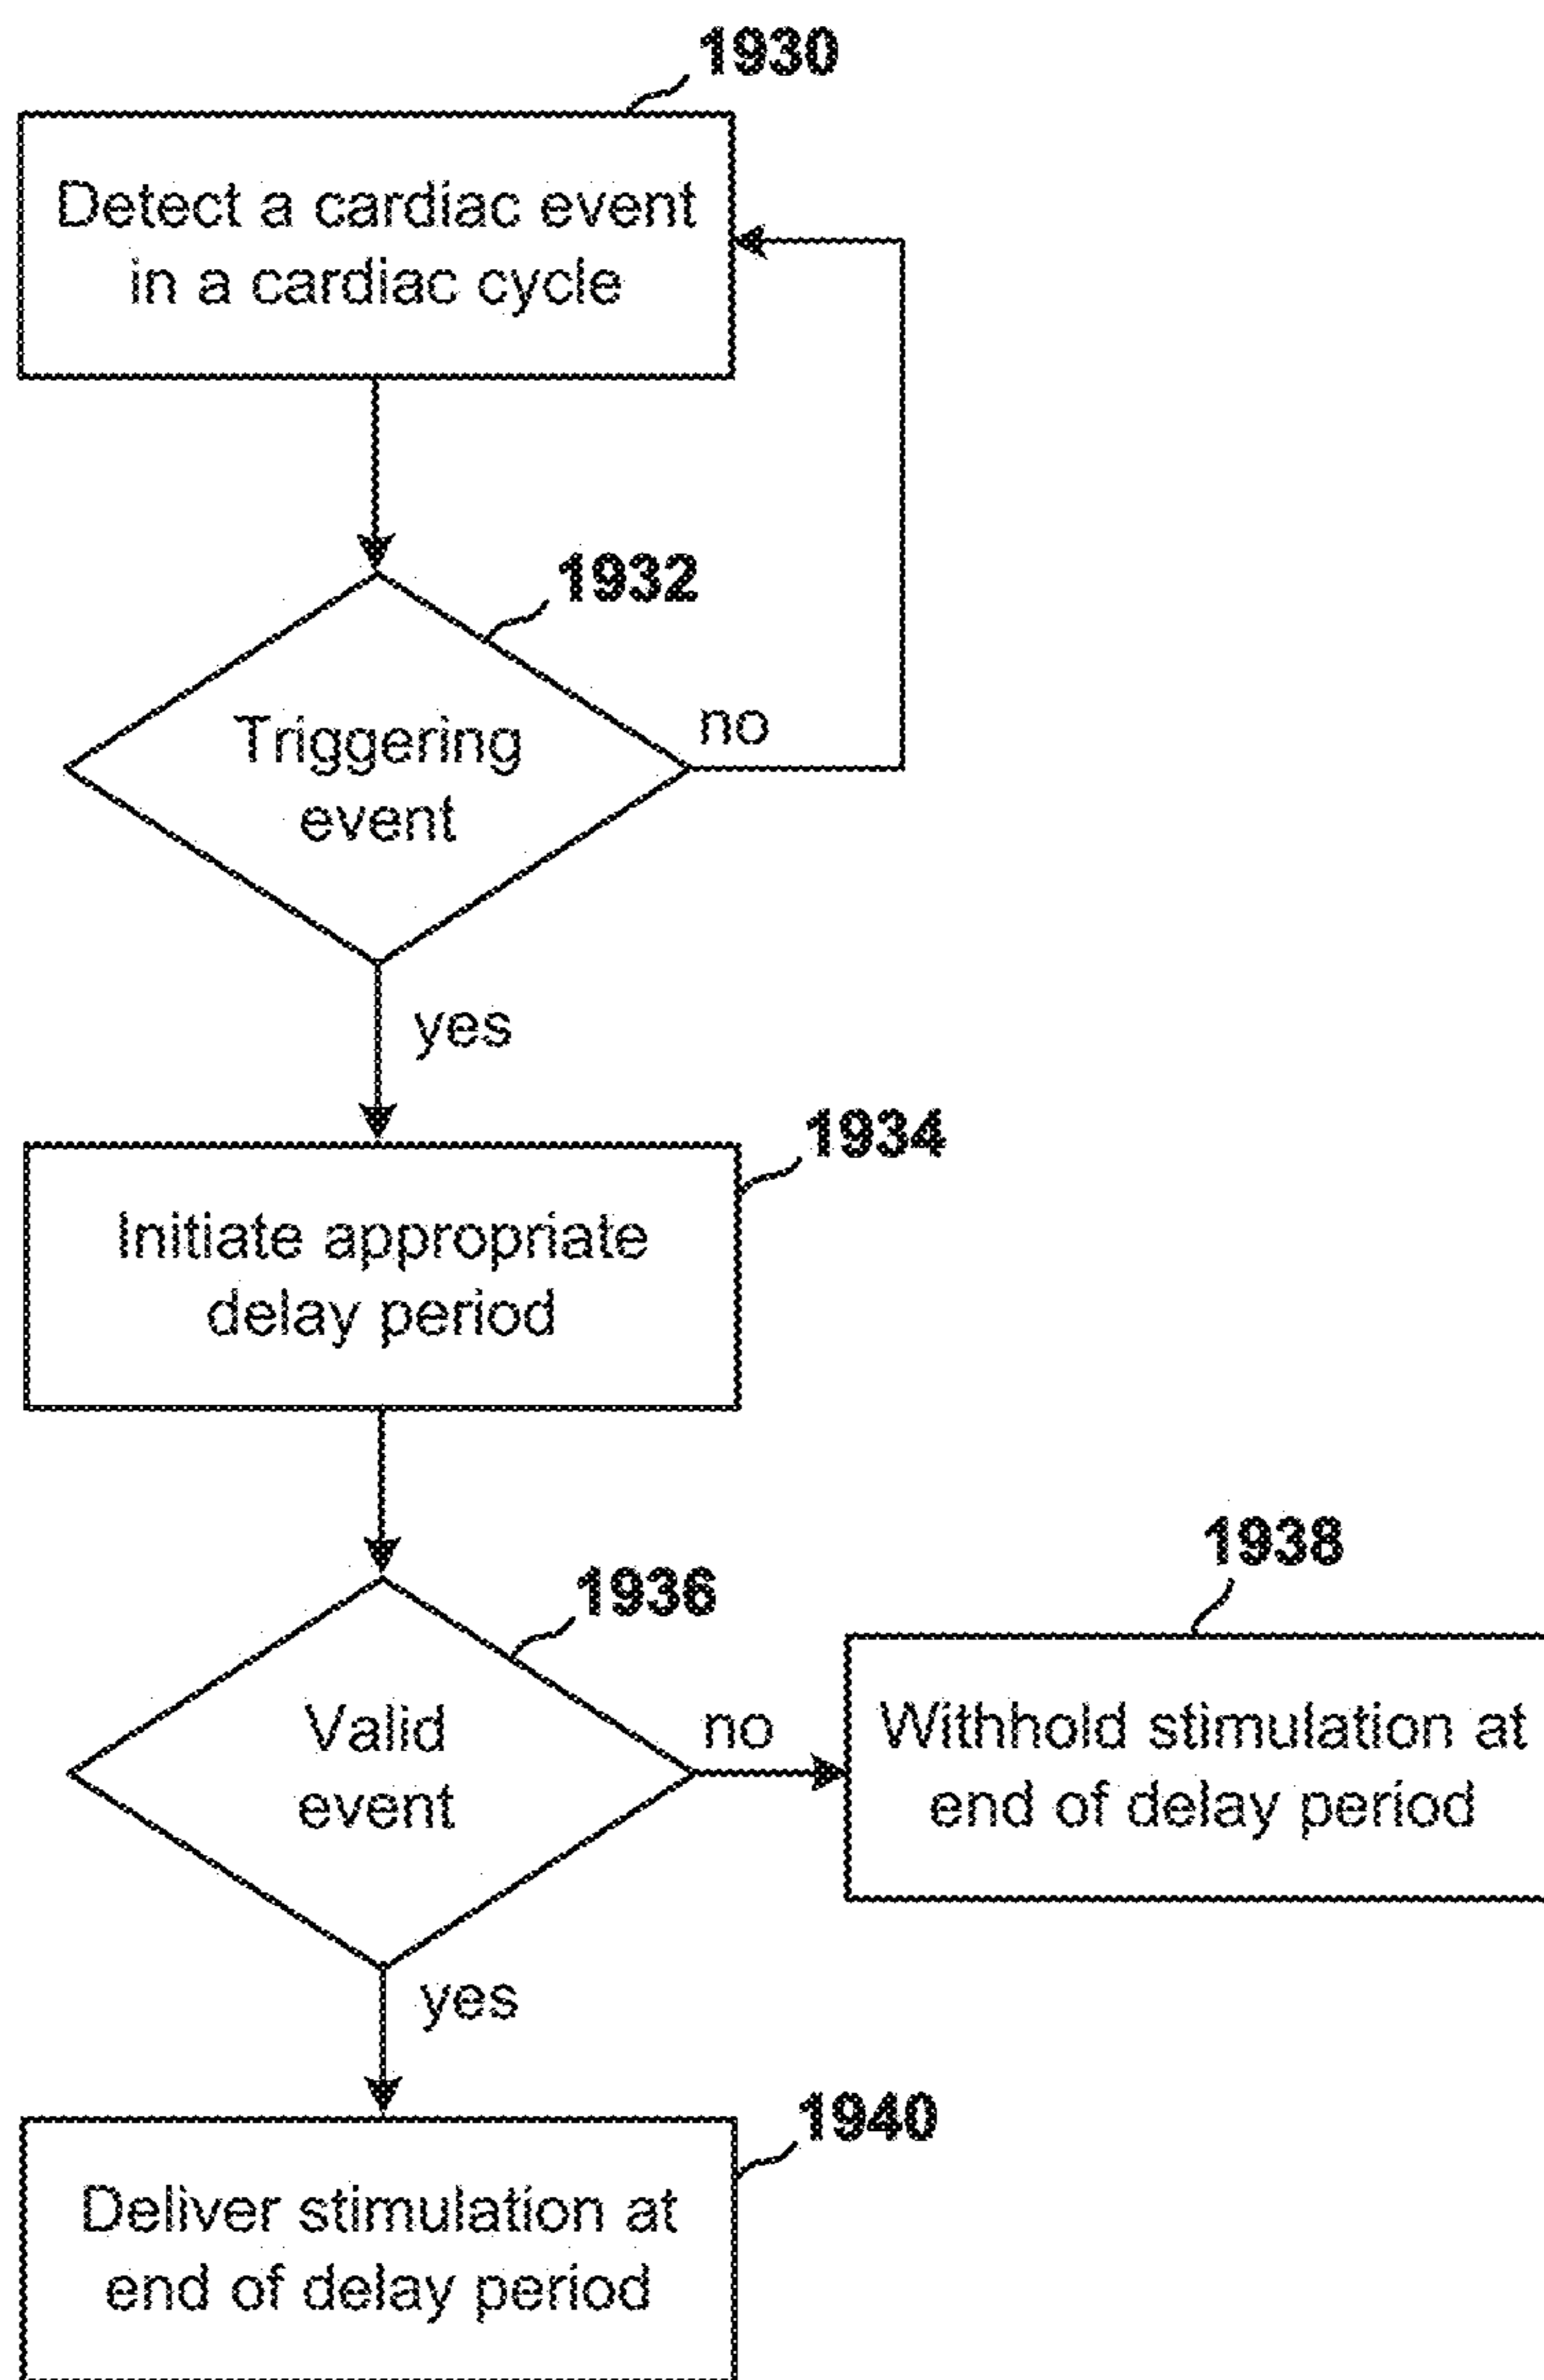 1930
Detect a cardiac event
in a cardiac cycle
1932
Triggering
event
no
yes
1934
Initiate appropriate
delay period
1936
Valid
event
no
1938
Withhold stimulation at
end of delay period
yes
1940
Deliver stimulation at
end of delay period